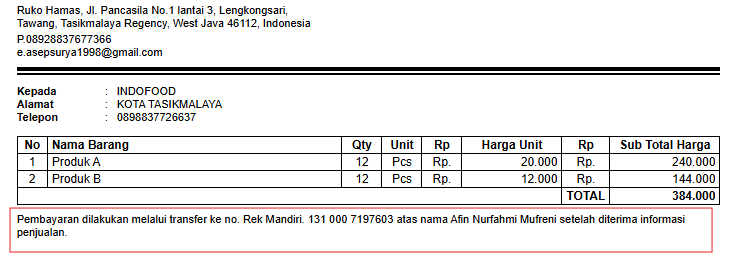 Ruko Hamas, Jl. Pancasila No.1 lantai 3, Lengkongsari,
Tawang, Tasikmalaya Regency, West Java 46112, Indonesia
P.08928837677366
e.asepsurya1998@gmail.com
Kepada : INDOFOOD
Alamat : KOTA TASIKMALAYA
Telepon : 0898837726637
No Nama Barang Qty Unit Rp Harga Unit Rp Sub Total Harga
1 Produk A 12 Pcs Rp. 20.000 Rp. 240.000
2 Produk B 12 Pcs Rp. 12.000 Rp. 144.000
TOTAL 384.000
Pembayaran dilakukan melalui transfer ke no. Rek Mandiri. 131 000 7197603 atas nama Afin Nurfahmi Mufreni setelah diterima informasi
penjualan.